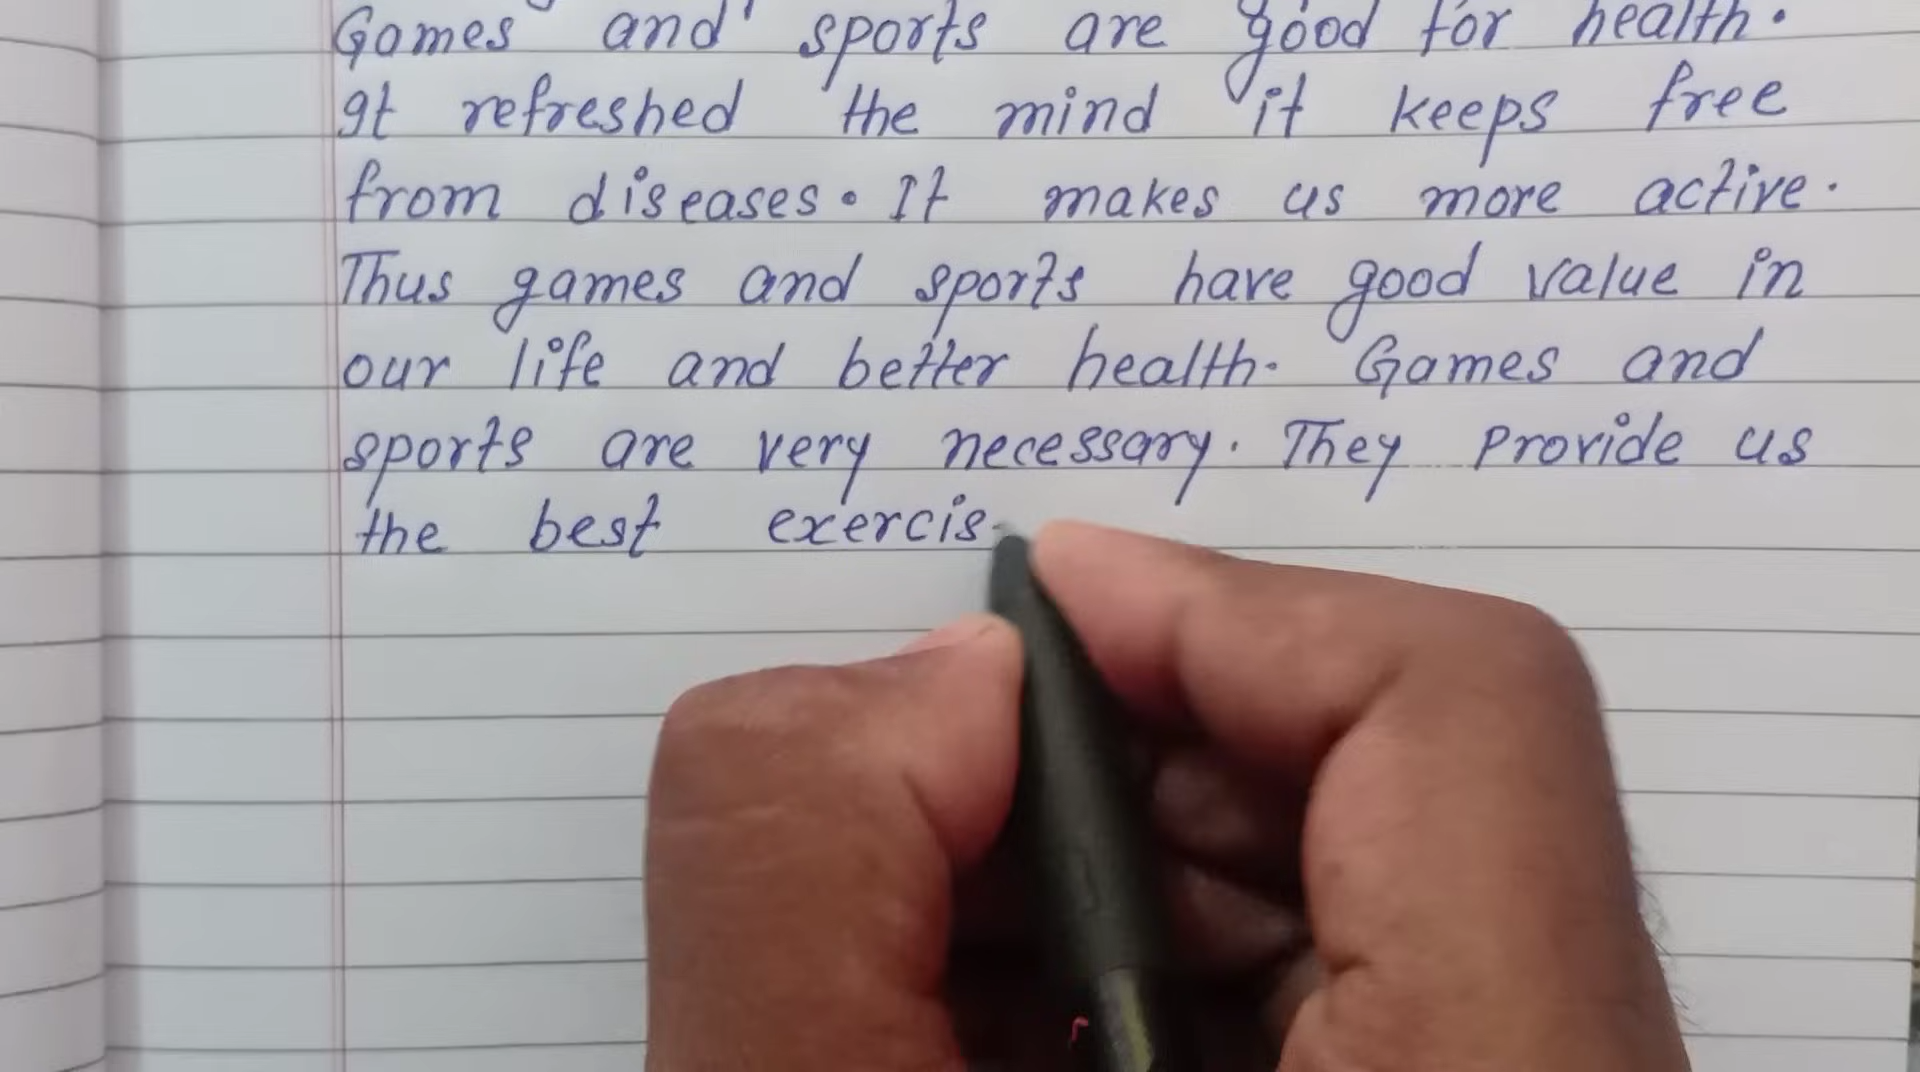 Games and sports are good for health.
It refreshed the mind it keeps free
from diseases. It makes us more active.
Thus games and sports have good value in
our life and better health. Games and
sports are very necessary. They provide us
the best exercis